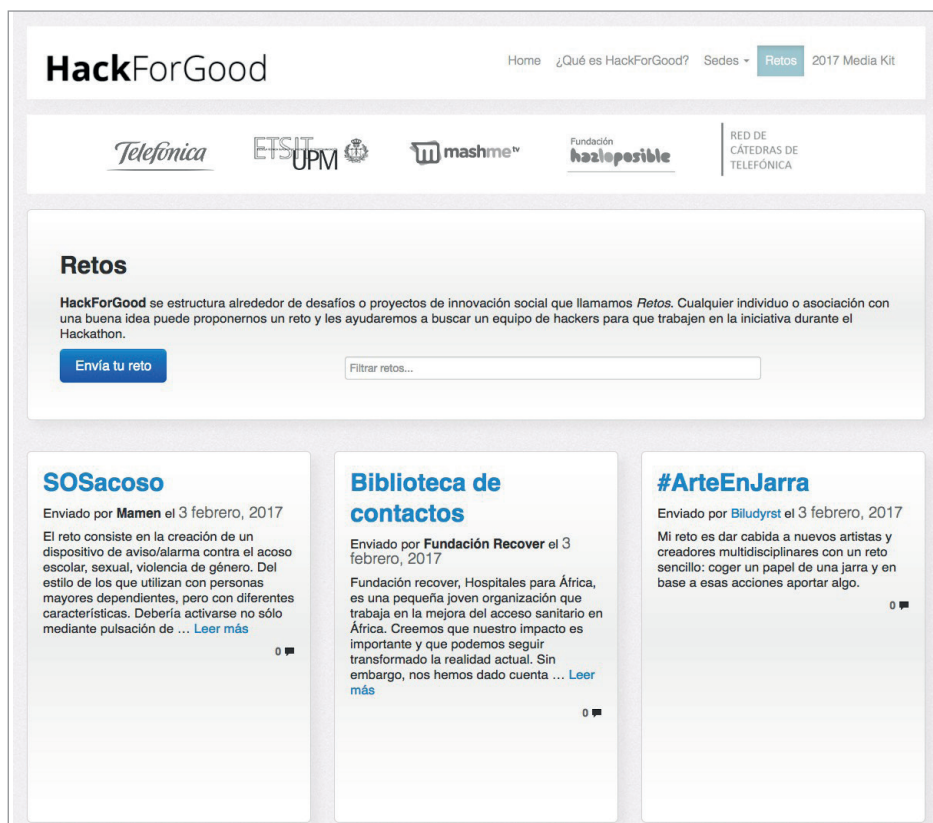 HackForGood
Home ¿Qué es HackForGood? Sedes Retos 2017 Media Kit
Telefónica
ETSIT
UPM
mashme tv
Fundación
hazloposible
RED DE
CÁTEDRAS DE
TELEFÓNICA
Retos
HackForGood se estructura alrededor de desafíos o proyectos de innovación social que llamamos Retos. Cualquier individuo o asociación con
una buena idea puede proponernos un reto y les ayudaremos a buscar un equipo de hackers para que trabajen en la iniciativa durante el
Hackathon.
Envía tu reto
Filtrar retos...
SOSacoso
Enviado por Mamen el 3 febrero, 2017
El reto consiste en la creación de un
dispositivo de aviso/alarma contra el acoso
escolar, sexual, violencia de género. Del
estilo de los que utilizan con personas
mayores dependientes, pero con diferentes
características. Debería activarse no sólo
mediante pulsación de … Leer más
0
Biblioteca de
contactos
Enviado por Fundación Recover el 3
febrero, 2017
Fundación recover, Hospitales para África,
es una pequeña joven organización que
trabaja en la mejora del acceso sanitario en
África. Creemos que nuestro impacto es
importante y que podemos seguir
transformado la realidad actual. Sin
embargo, nos hemos dado cuenta … Leer
más
0
#ArteEnJarra
Enviado por Biludyrst el 3 febrero, 2017
Mi reto es dar cabida a nuevos artistas y
creadores multidisciplinares con un reto
sencillo: coger un papel de una jarra y en
base a esas acciones aportar algo.
0